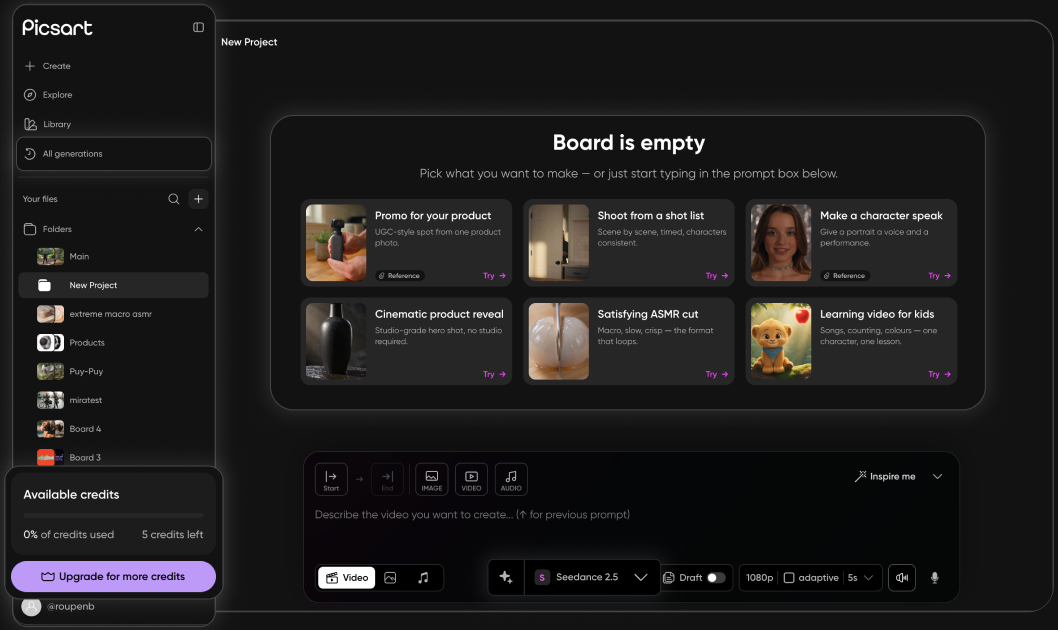 Picsart
New Project
Create
Explore
Library
All generations
Your files
Folders
Main
New Project
extreme macro asmr
Products
Puy-Puy
miratest
Board 4
Board 3
Available credits
0% of credits used
5 credits left
Upgrade for more credits
@roupenb
Board is empty
Pick what you want to make — or just start typing in the prompt box below.
Promo for your product
UGC-style spot from one product
photo.
Reference
Try →
Shoot from a shot list
Scene by scene, timed, characters
consistent.
Try →
Make a character speak
Give a portrait a voice and a
performance.
Reference
Try →
Cinematic product reveal
Studio-grade hero shot, no studio
required.
Try →
Satisfying ASMR cut
Macro, slow, crisp — the format
that loops.
Try →
Learning video for kids
Songs, counting, colours — one
character, one lesson.
Try →
Start
End
IMAGE
VIDEO
AUDIO
Inspire me
Describe the video you want to create... (↑ for previous prompt)
Video
S
Seedance 2.5
Draft
1080p
adaptive
5s